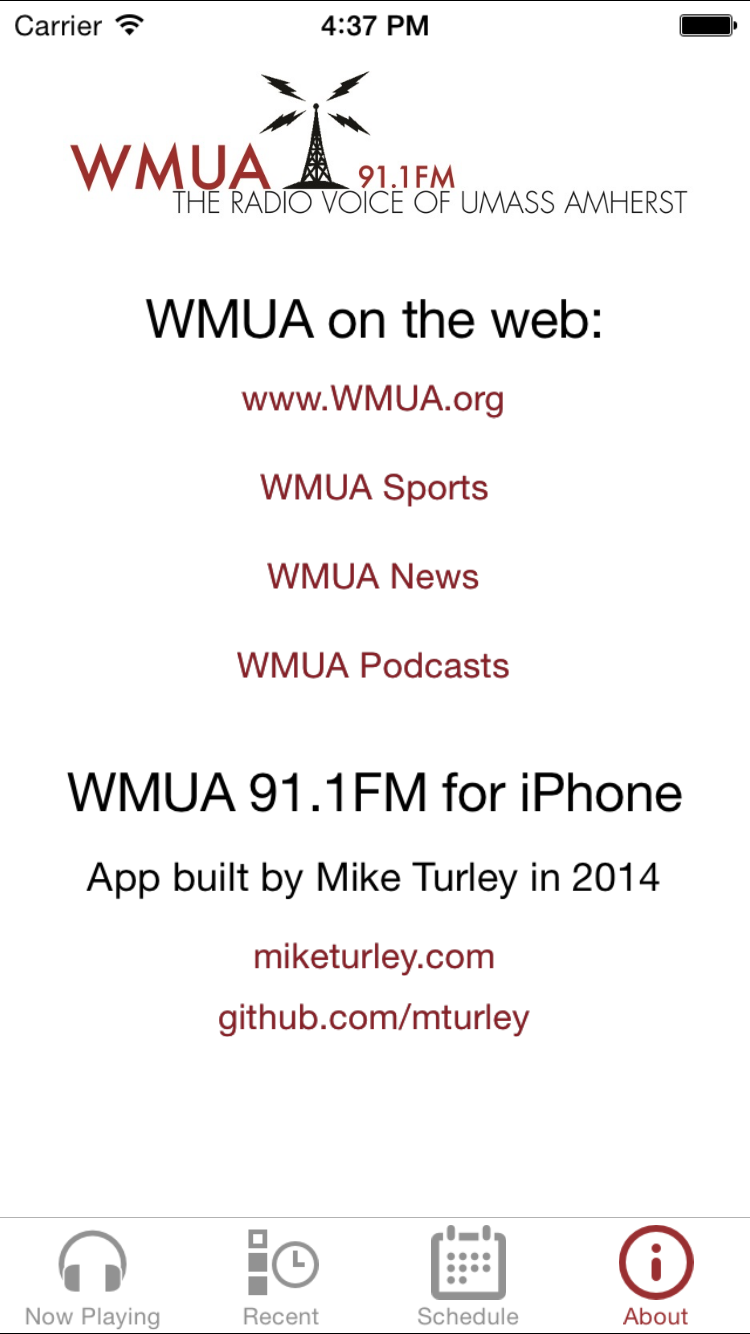 Carrier 4:37 PM
WMUA 91.1FM
THE RADIO VOICE OF UMASS AMHERST
WMUA on the web:
www.WMUA.org
WMUA Sports
WMUA News
WMUA Podcasts
WMUA 91.1FM for iPhone
App built by Mike Turley in 2014
miketurley.com
github.com/mturley
Now Playing Recent Schedule About